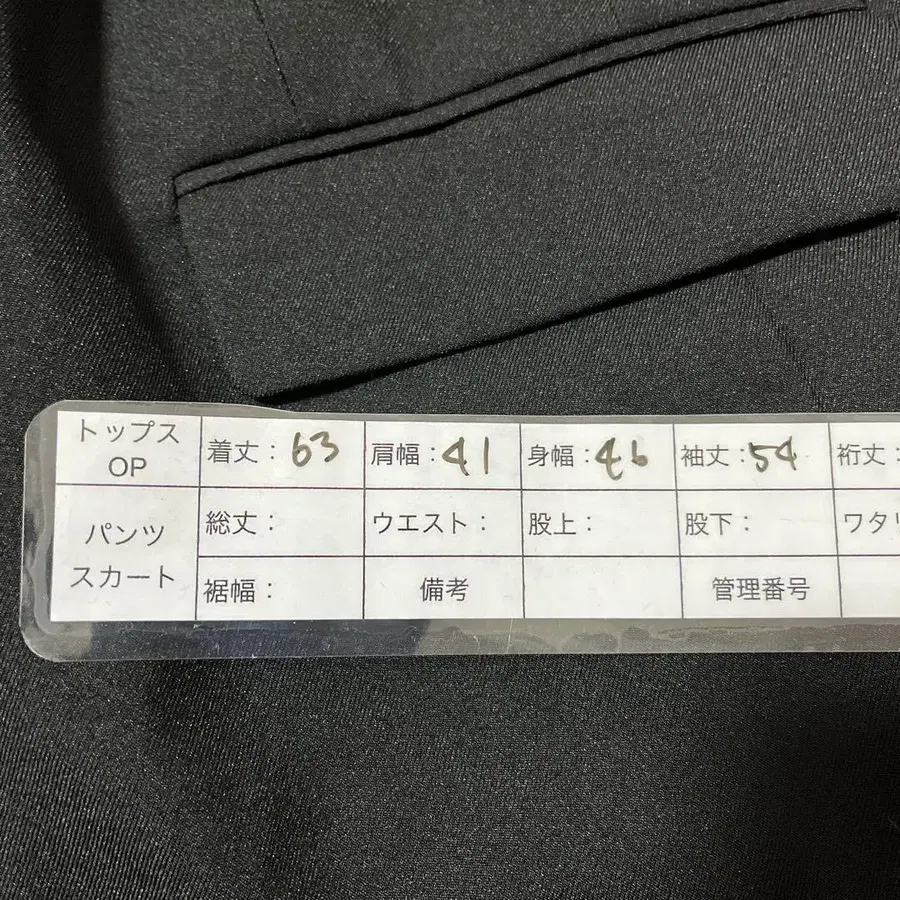 トップス OP 着丈：63 肩幅：41 身幅：46 袖丈：54 裄丈：
パンツ スカート 総丈： ウエスト： 股上： 股下： ワタリ
裾幅： 備考 管理番号